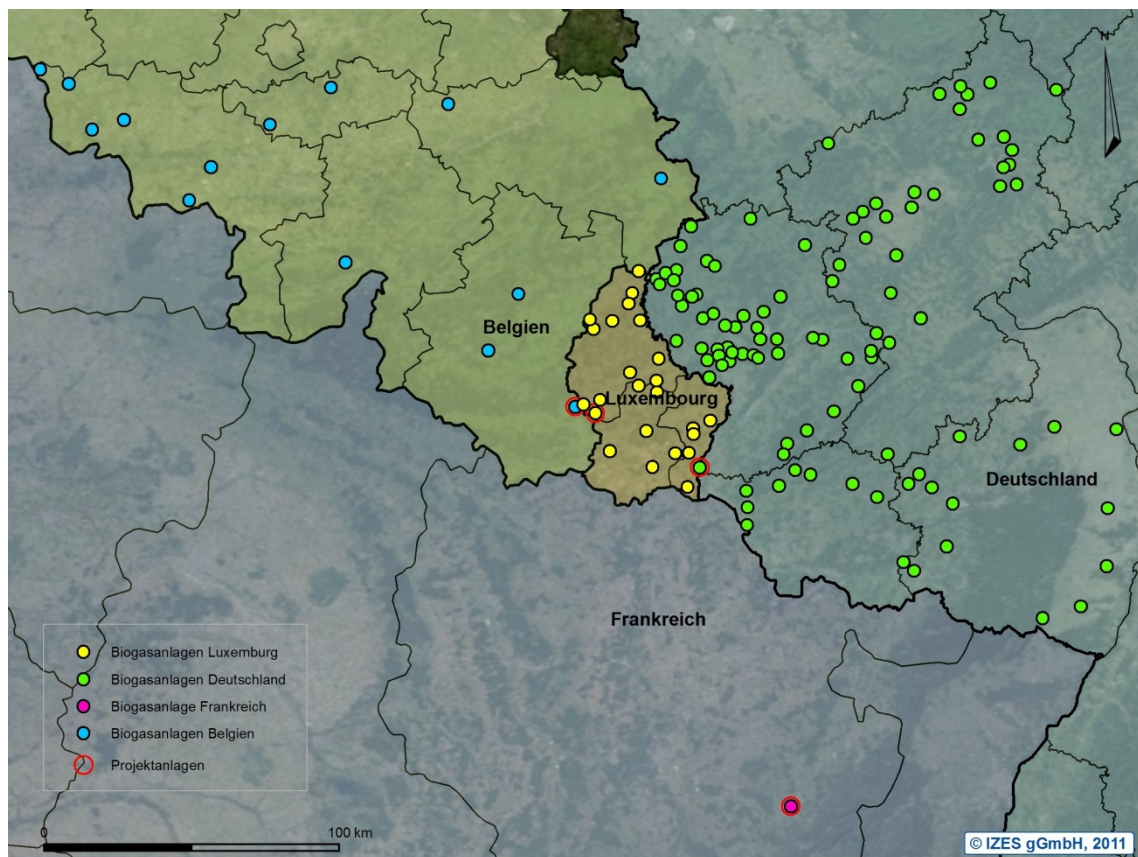 N
Belgien
Luxembourg
Deutschland
Frankreich
Biogasanlagen Luxemburg
Biogasanlagen Deutschland
Biogasanlage Frankreich
Biogasanlagen Belgien
Projektanlagen
0
100 km
© IZES gGmbH, 2011